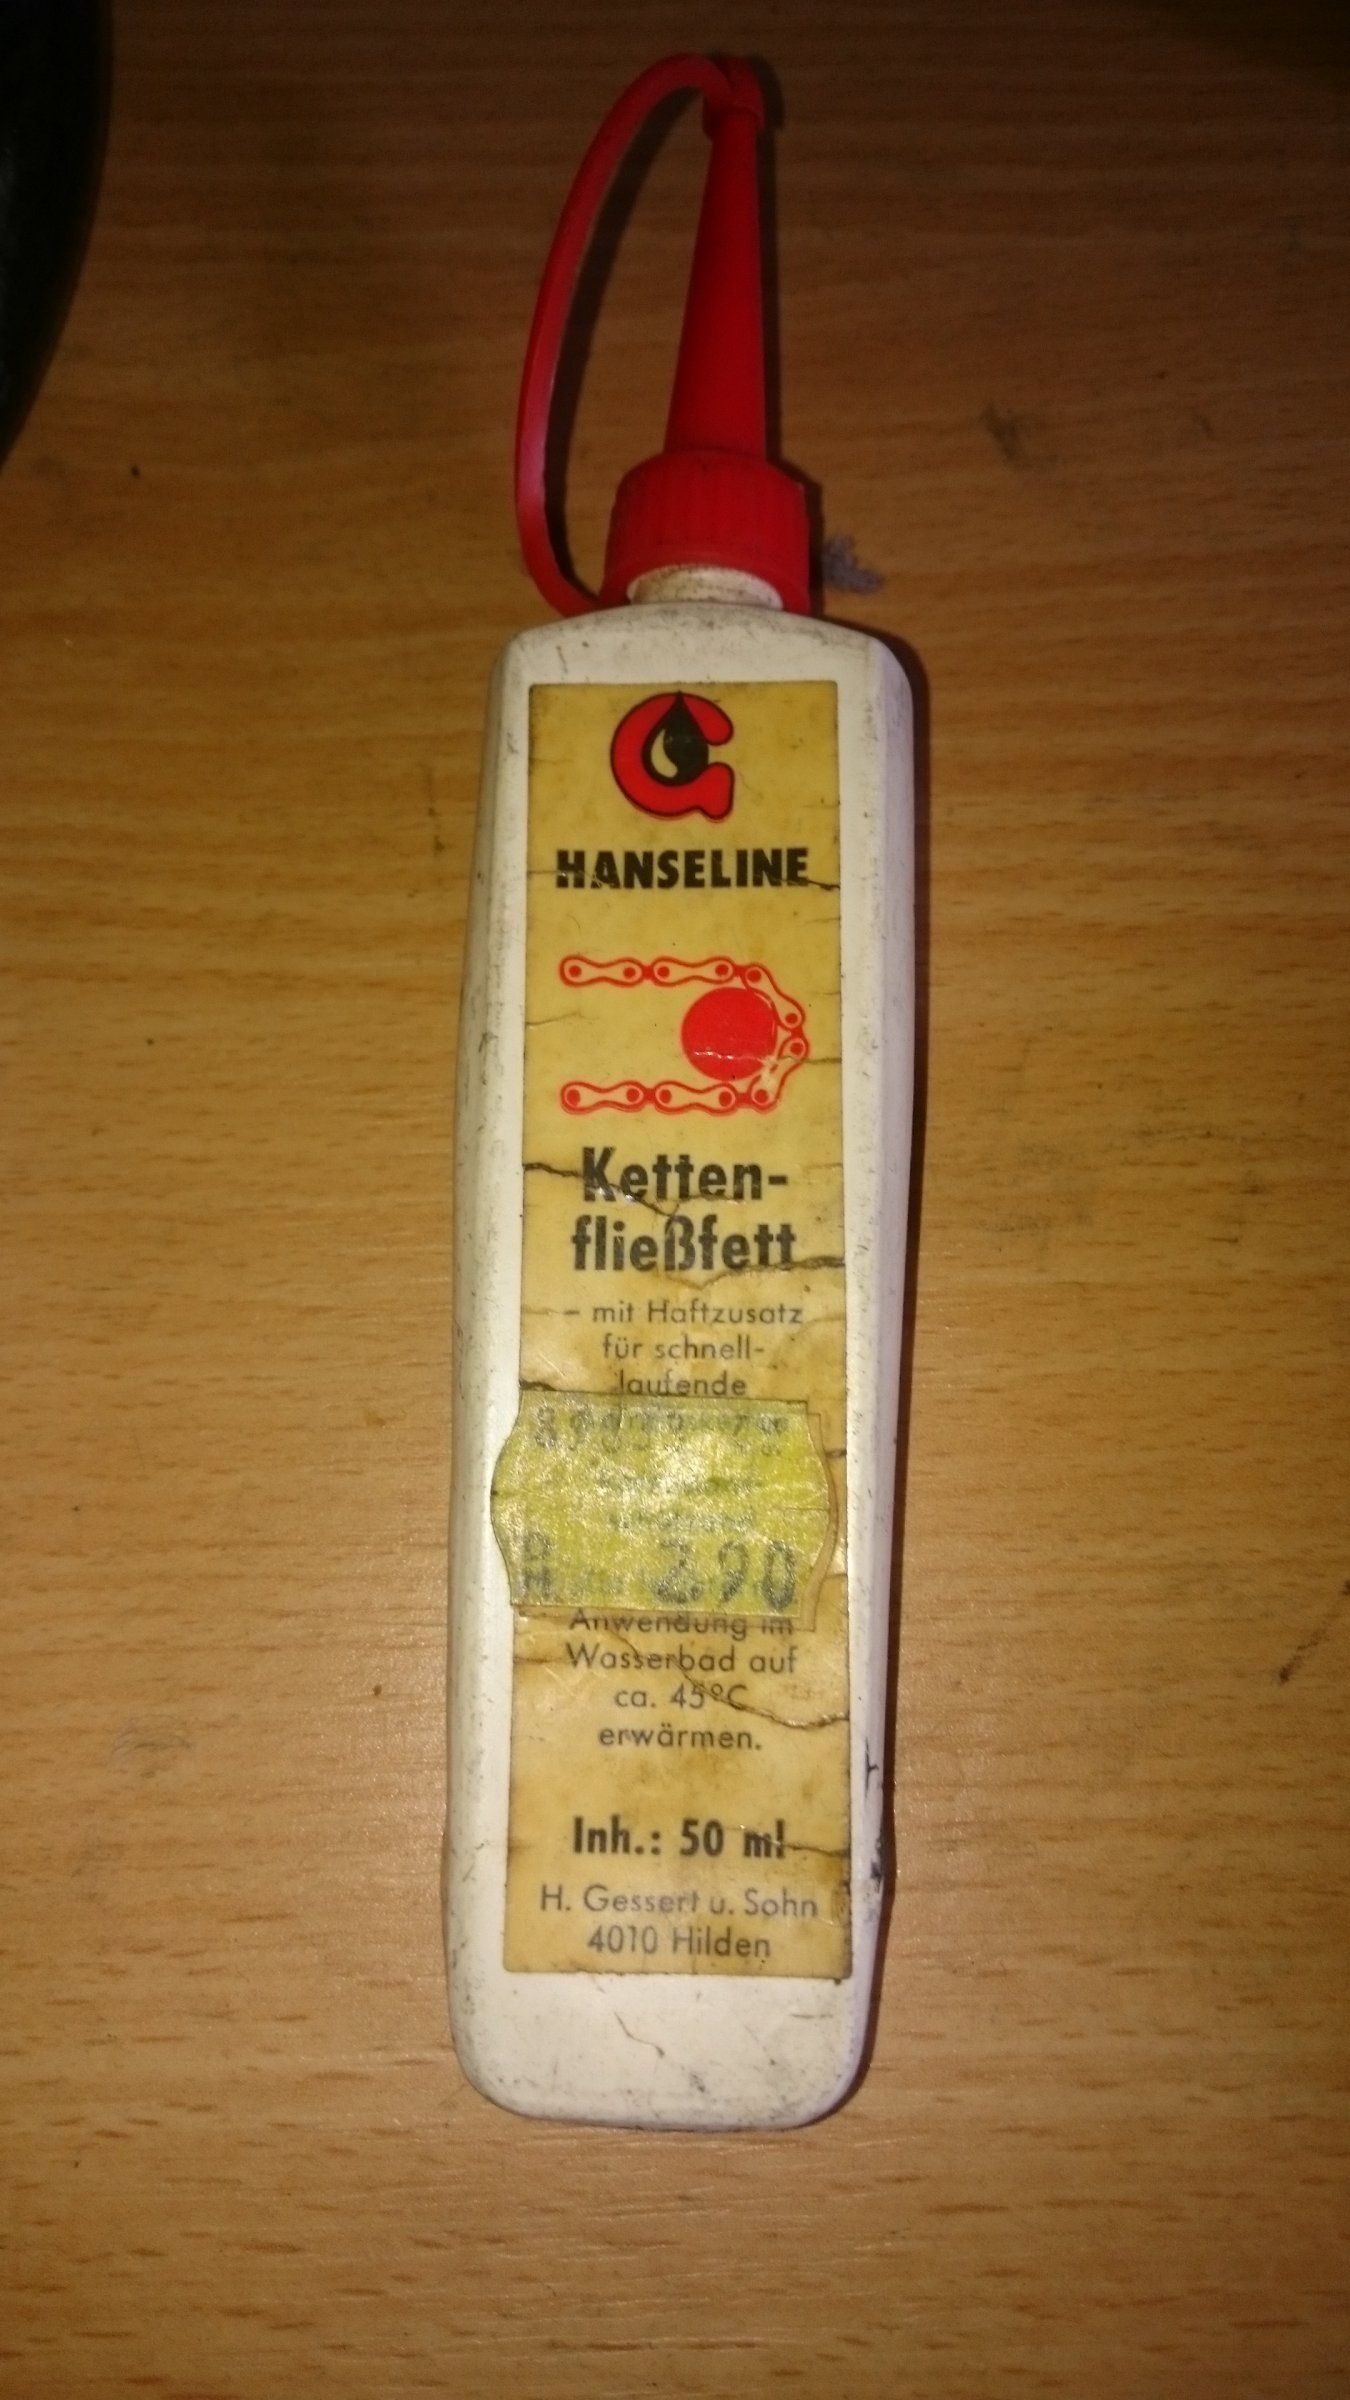 HANSELINE
Ketten-
fließfett
- mit Haftzusatz
für schnell-
laufende
D
M
2.90
Anwendung im
Wasserbad auf
ca. 45°C
erwärmen.
Inh.: 50 ml
H. Gessert u. Sohn
4010 Hilden